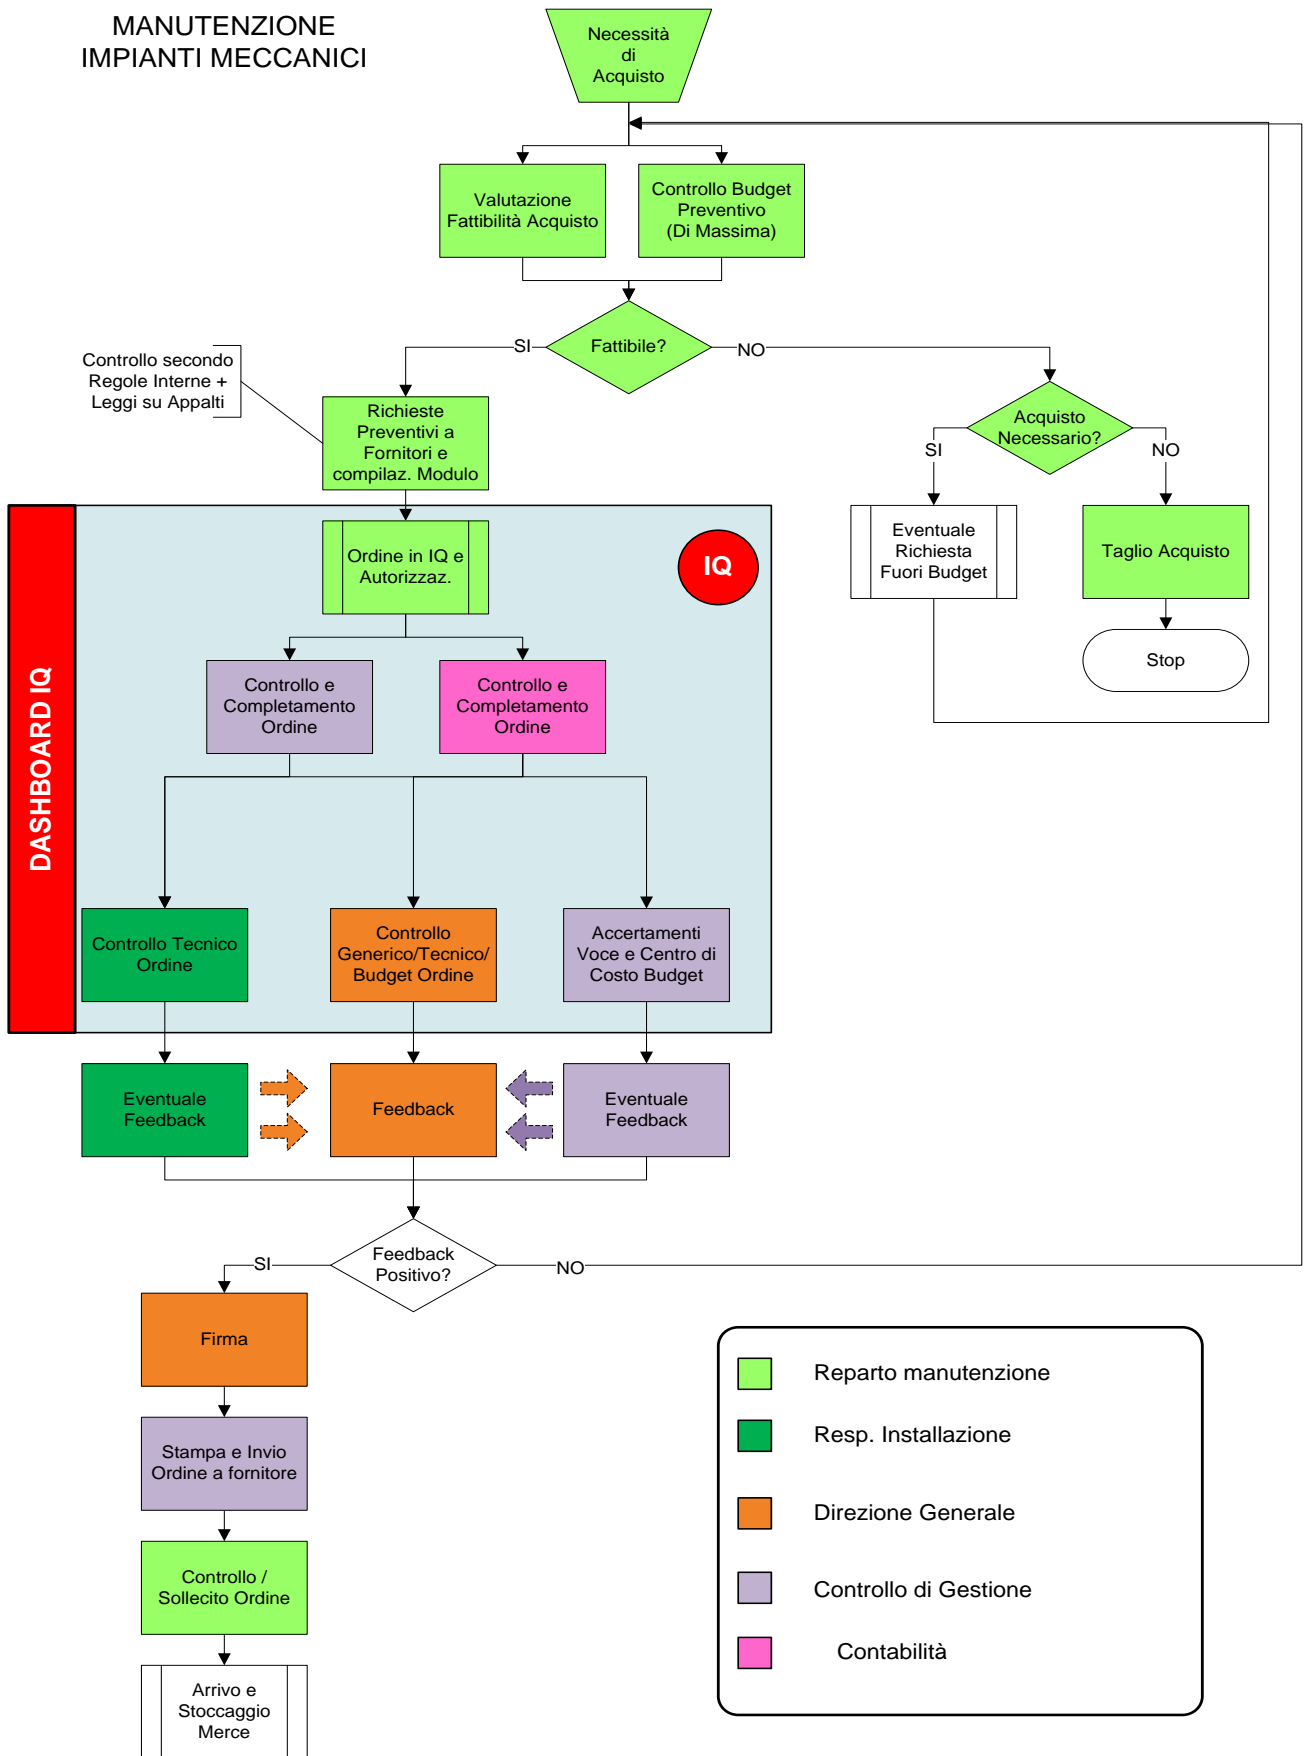 MANUTENZIONE
IMPIANTI MECCANICI
Necessità
di
Acquisto
Valutazione
Fattibilità Acquisto
Controllo Budget
Preventivo
(Di Massima)
Fattibile?
SI
NO
Controllo secondo
Regole Interne +
Leggi su Appalti
Richieste
Preventivi a
Fornitori e
compilaz. Modulo
Acquisto
Necessario?
SI
NO
Eventuale
Richiesta
Fuori Budget
Taglio Acquisto
Stop
DASHBOARD IQ
IQ
Ordine in IQ e
Autorizzaz.
Controllo e
Completamento
Ordine
Controllo e
Completamento
Ordine
Controllo Tecnico
Ordine
Controllo
Generico/Tecnico/
Budget Ordine
Accertamenti
Voce e Centro di
Costo Budget
Eventuale
Feedback
Feedback
Eventuale
Feedback
Feedback
Positivo?
SI
NO
Firma
Stampa e Invio
Ordine a fornitore
Controllo /
Sollecito Ordine
Arrivo e
Stoccaggio
Merce
Reparto manutenzione
Resp. Installazione
Direzione Generale
Controllo di Gestione
Contabilità